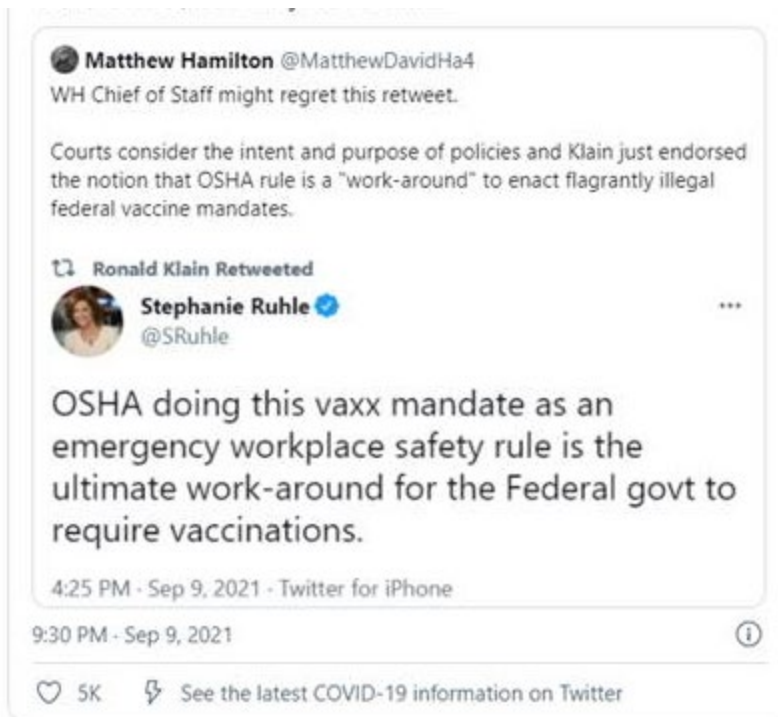 Matthew Hamilton @MatthewDavidHa4
WH Chief of Staff might regret this retweet.
Courts consider the intent and purpose of policies and Klain just endorsed
the notion that OSHA rule is a "work-around" to enact flagrantly illegal
federal vaccine mandates.
Ronald Klain Retweeted
Stephanie Ruhle
@SRuhle
OSHA doing this vaxx mandate as an
emergency workplace safety rule is the
ultimate work-around for the Federal govt to
require vaccinations.
4:25 PM · Sep 9, 2021 · Twitter for iPhone
9:30 PM · Sep 9, 2021
5K See the latest COVID-19 information on Twitter